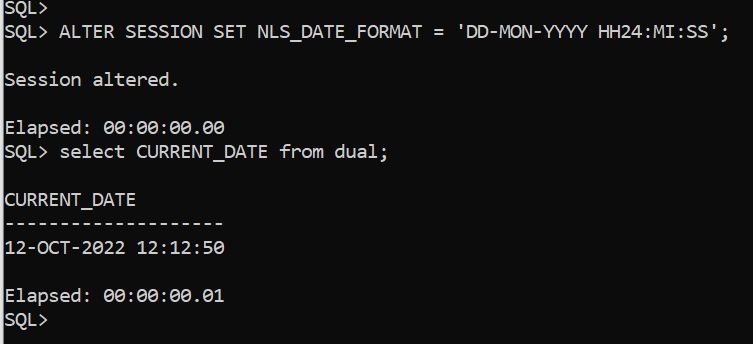 SQL>
SQL> ALTER SESSION SET NLS_DATE_FORMAT = 'DD-MON-YYYY HH24:MI:SS';
Session altered.
Elapsed: 00:00:00.00
SQL> select CURRENT_DATE from dual;
CURRENT_DATE
--------------------
12-OCT-2022 12:12:50
Elapsed: 00:00:00.01
SQL>